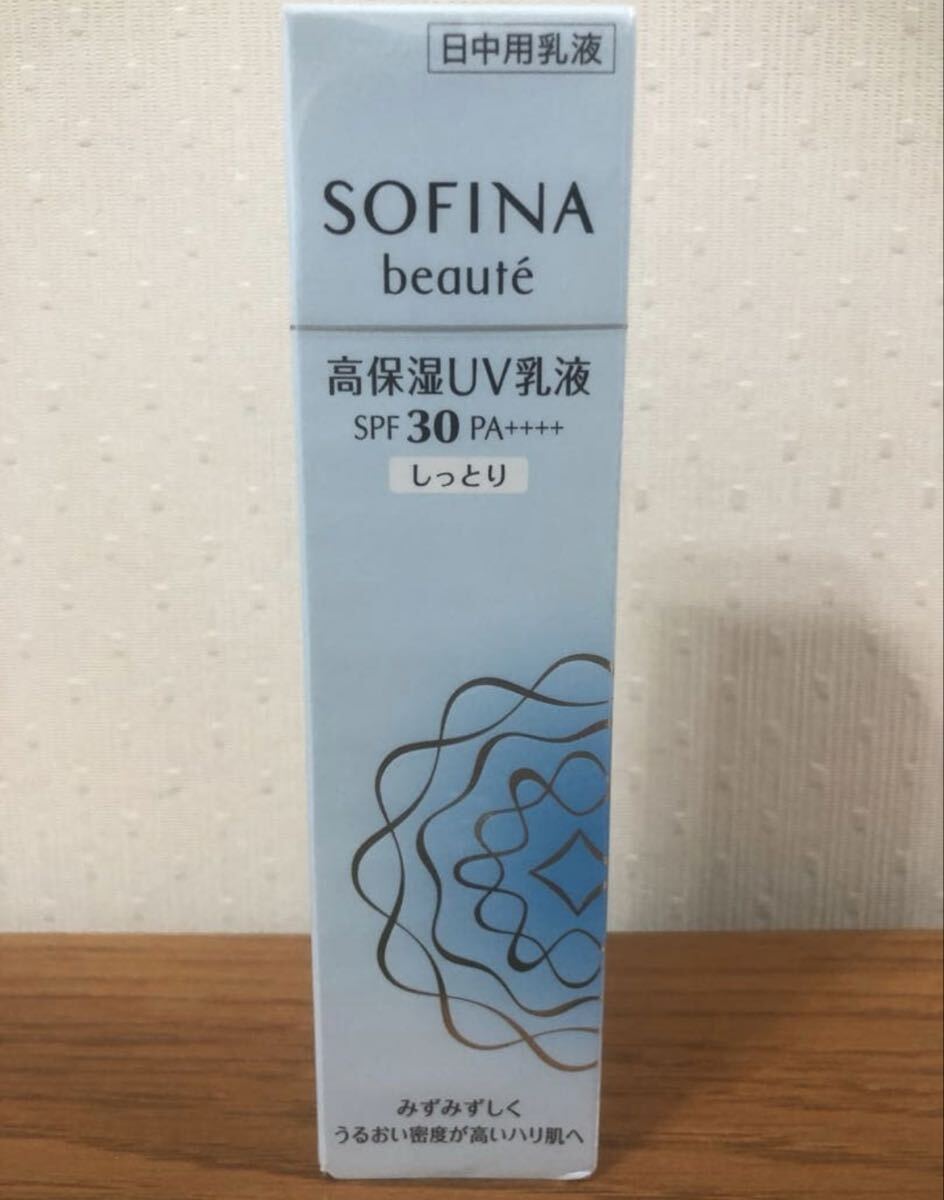 日中用乳液
SOFINA
beauté
高保湿UV乳液
SPF 30 PA++++
しっとり
みずみずしく
うるおい密度が高いハリ肌へ